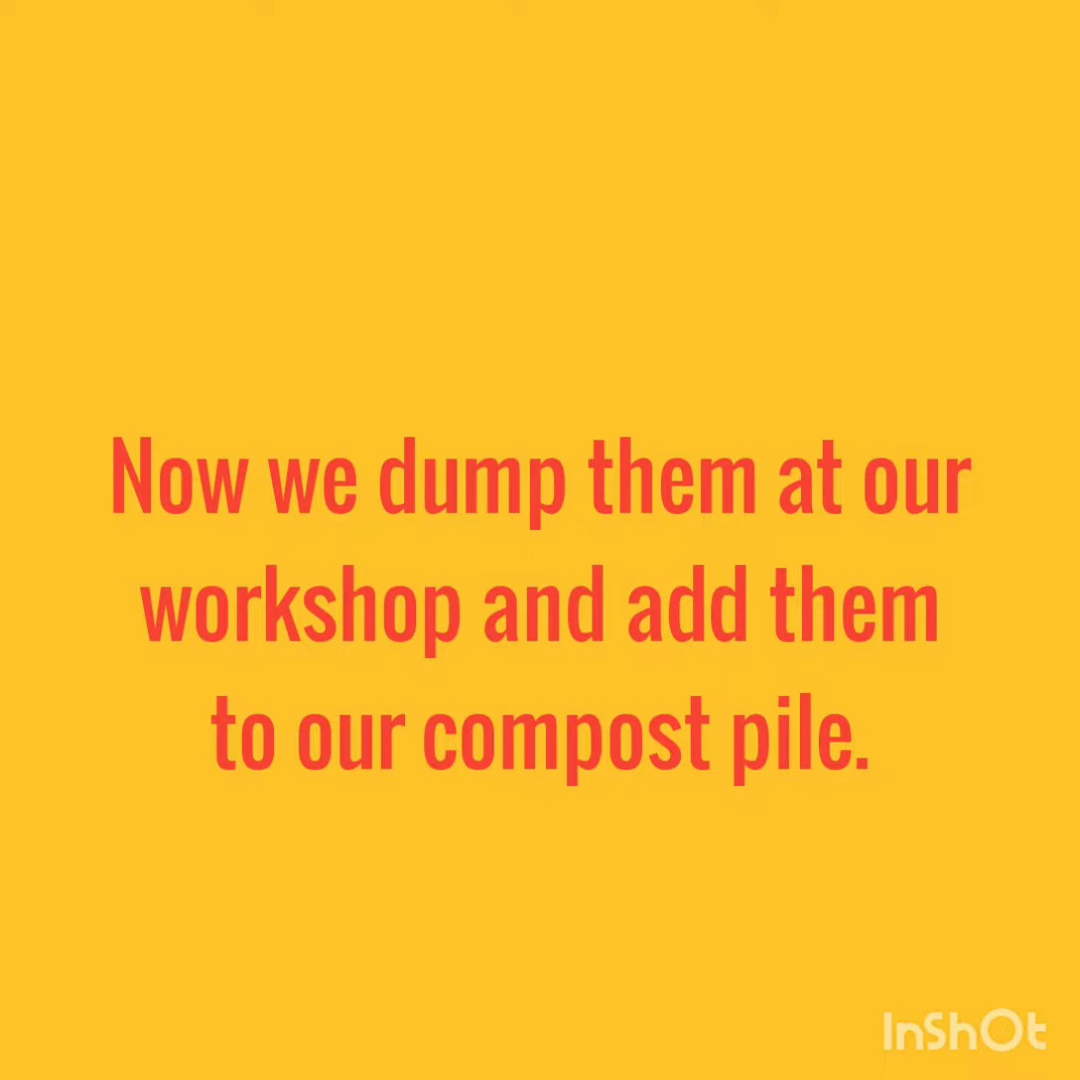 Now we dump them at our
workshop and add them
to our compost pile.
InShOt